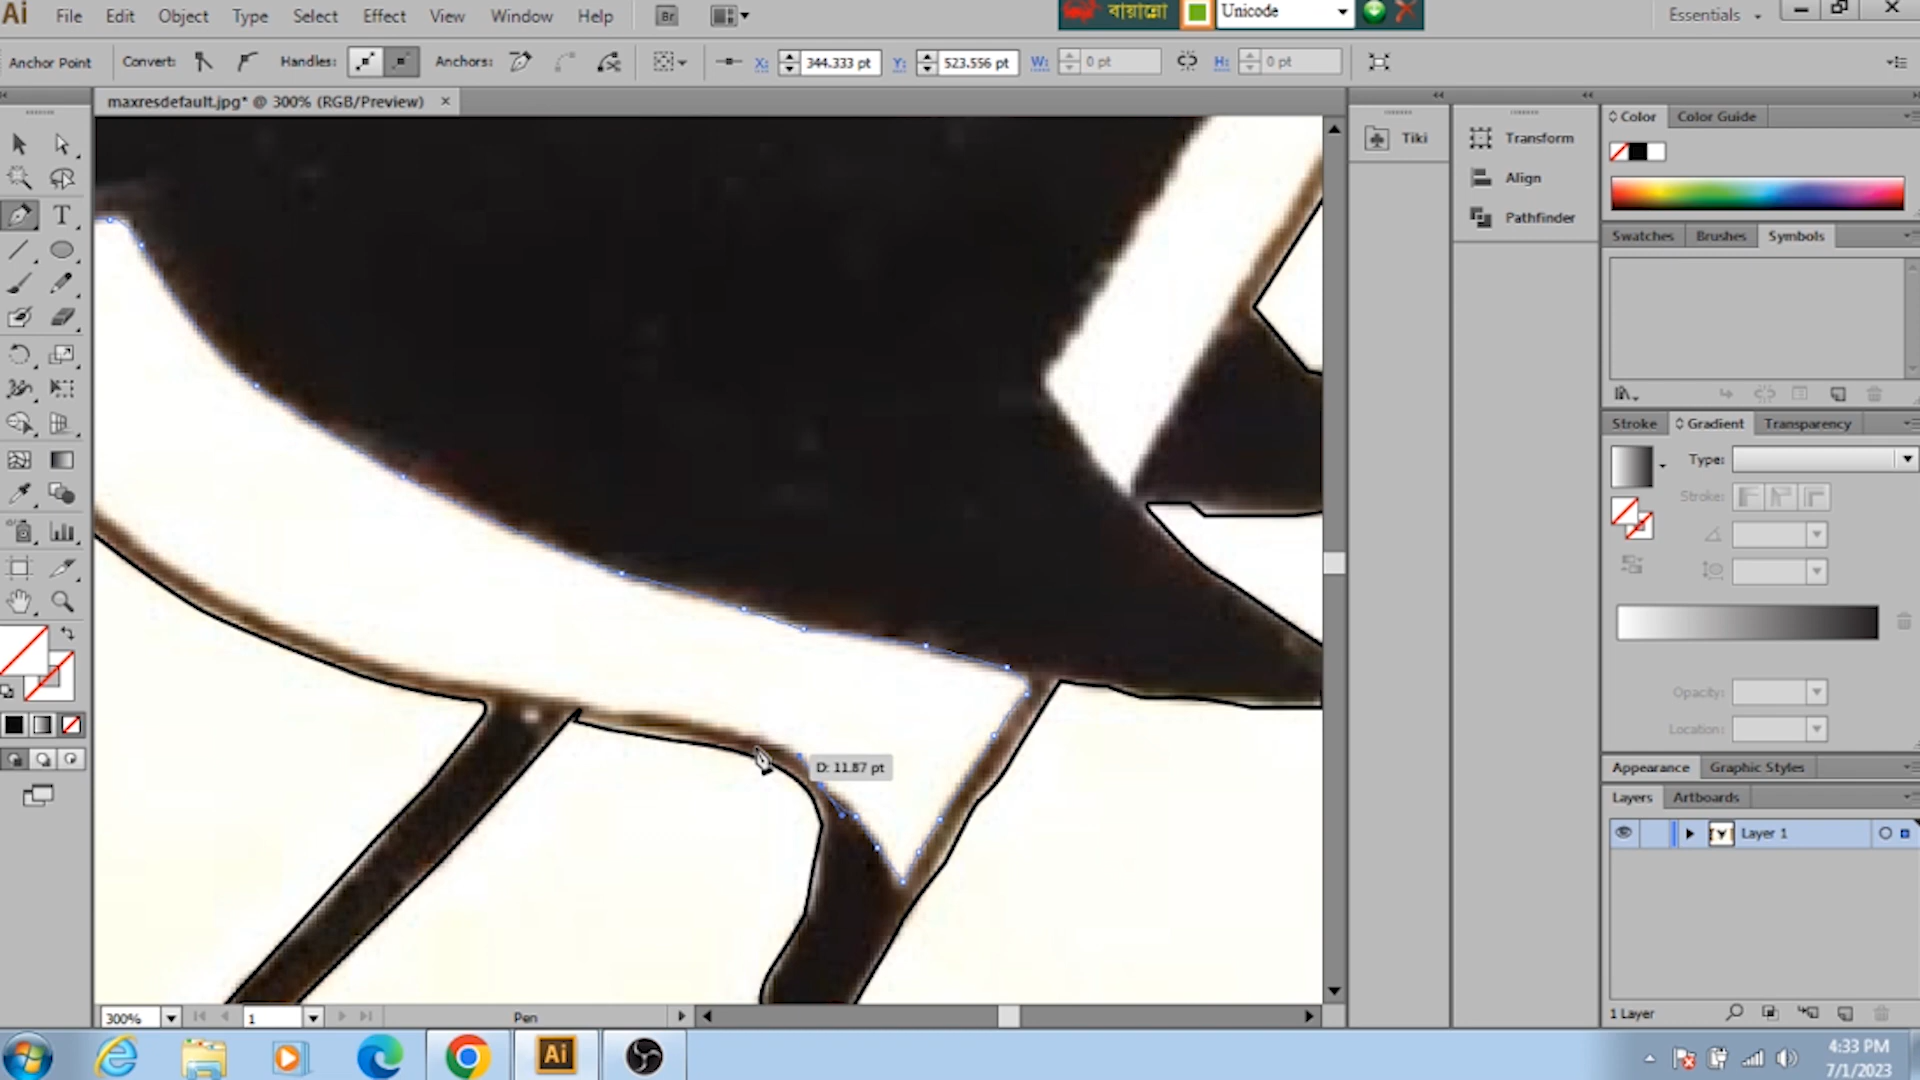 Ai File Edit Object Type Select Effect View Window Help Br বায়ান্নো Unicode Essentials
Anchor Point Convert: Handles: Anchors: X: 344.333 pt Y: 523.556 pt W: 0 pt H: 0 pt
maxresdefault.jpg* @ 300% (RGB/Preview) ×
Tiki
Transform
Align
Pathfinder
Color Color Guide
Swatches Brushes Symbols
Stroke Gradient Transparency
Type:
Stroke:
Opacity:
Location:
D: 11.87 pt
Appearance Graphic Styles
Layers Artboards
Layer 1
1 Layer
300% 1 Pen
Ai
4:33 PM
7/1/2023